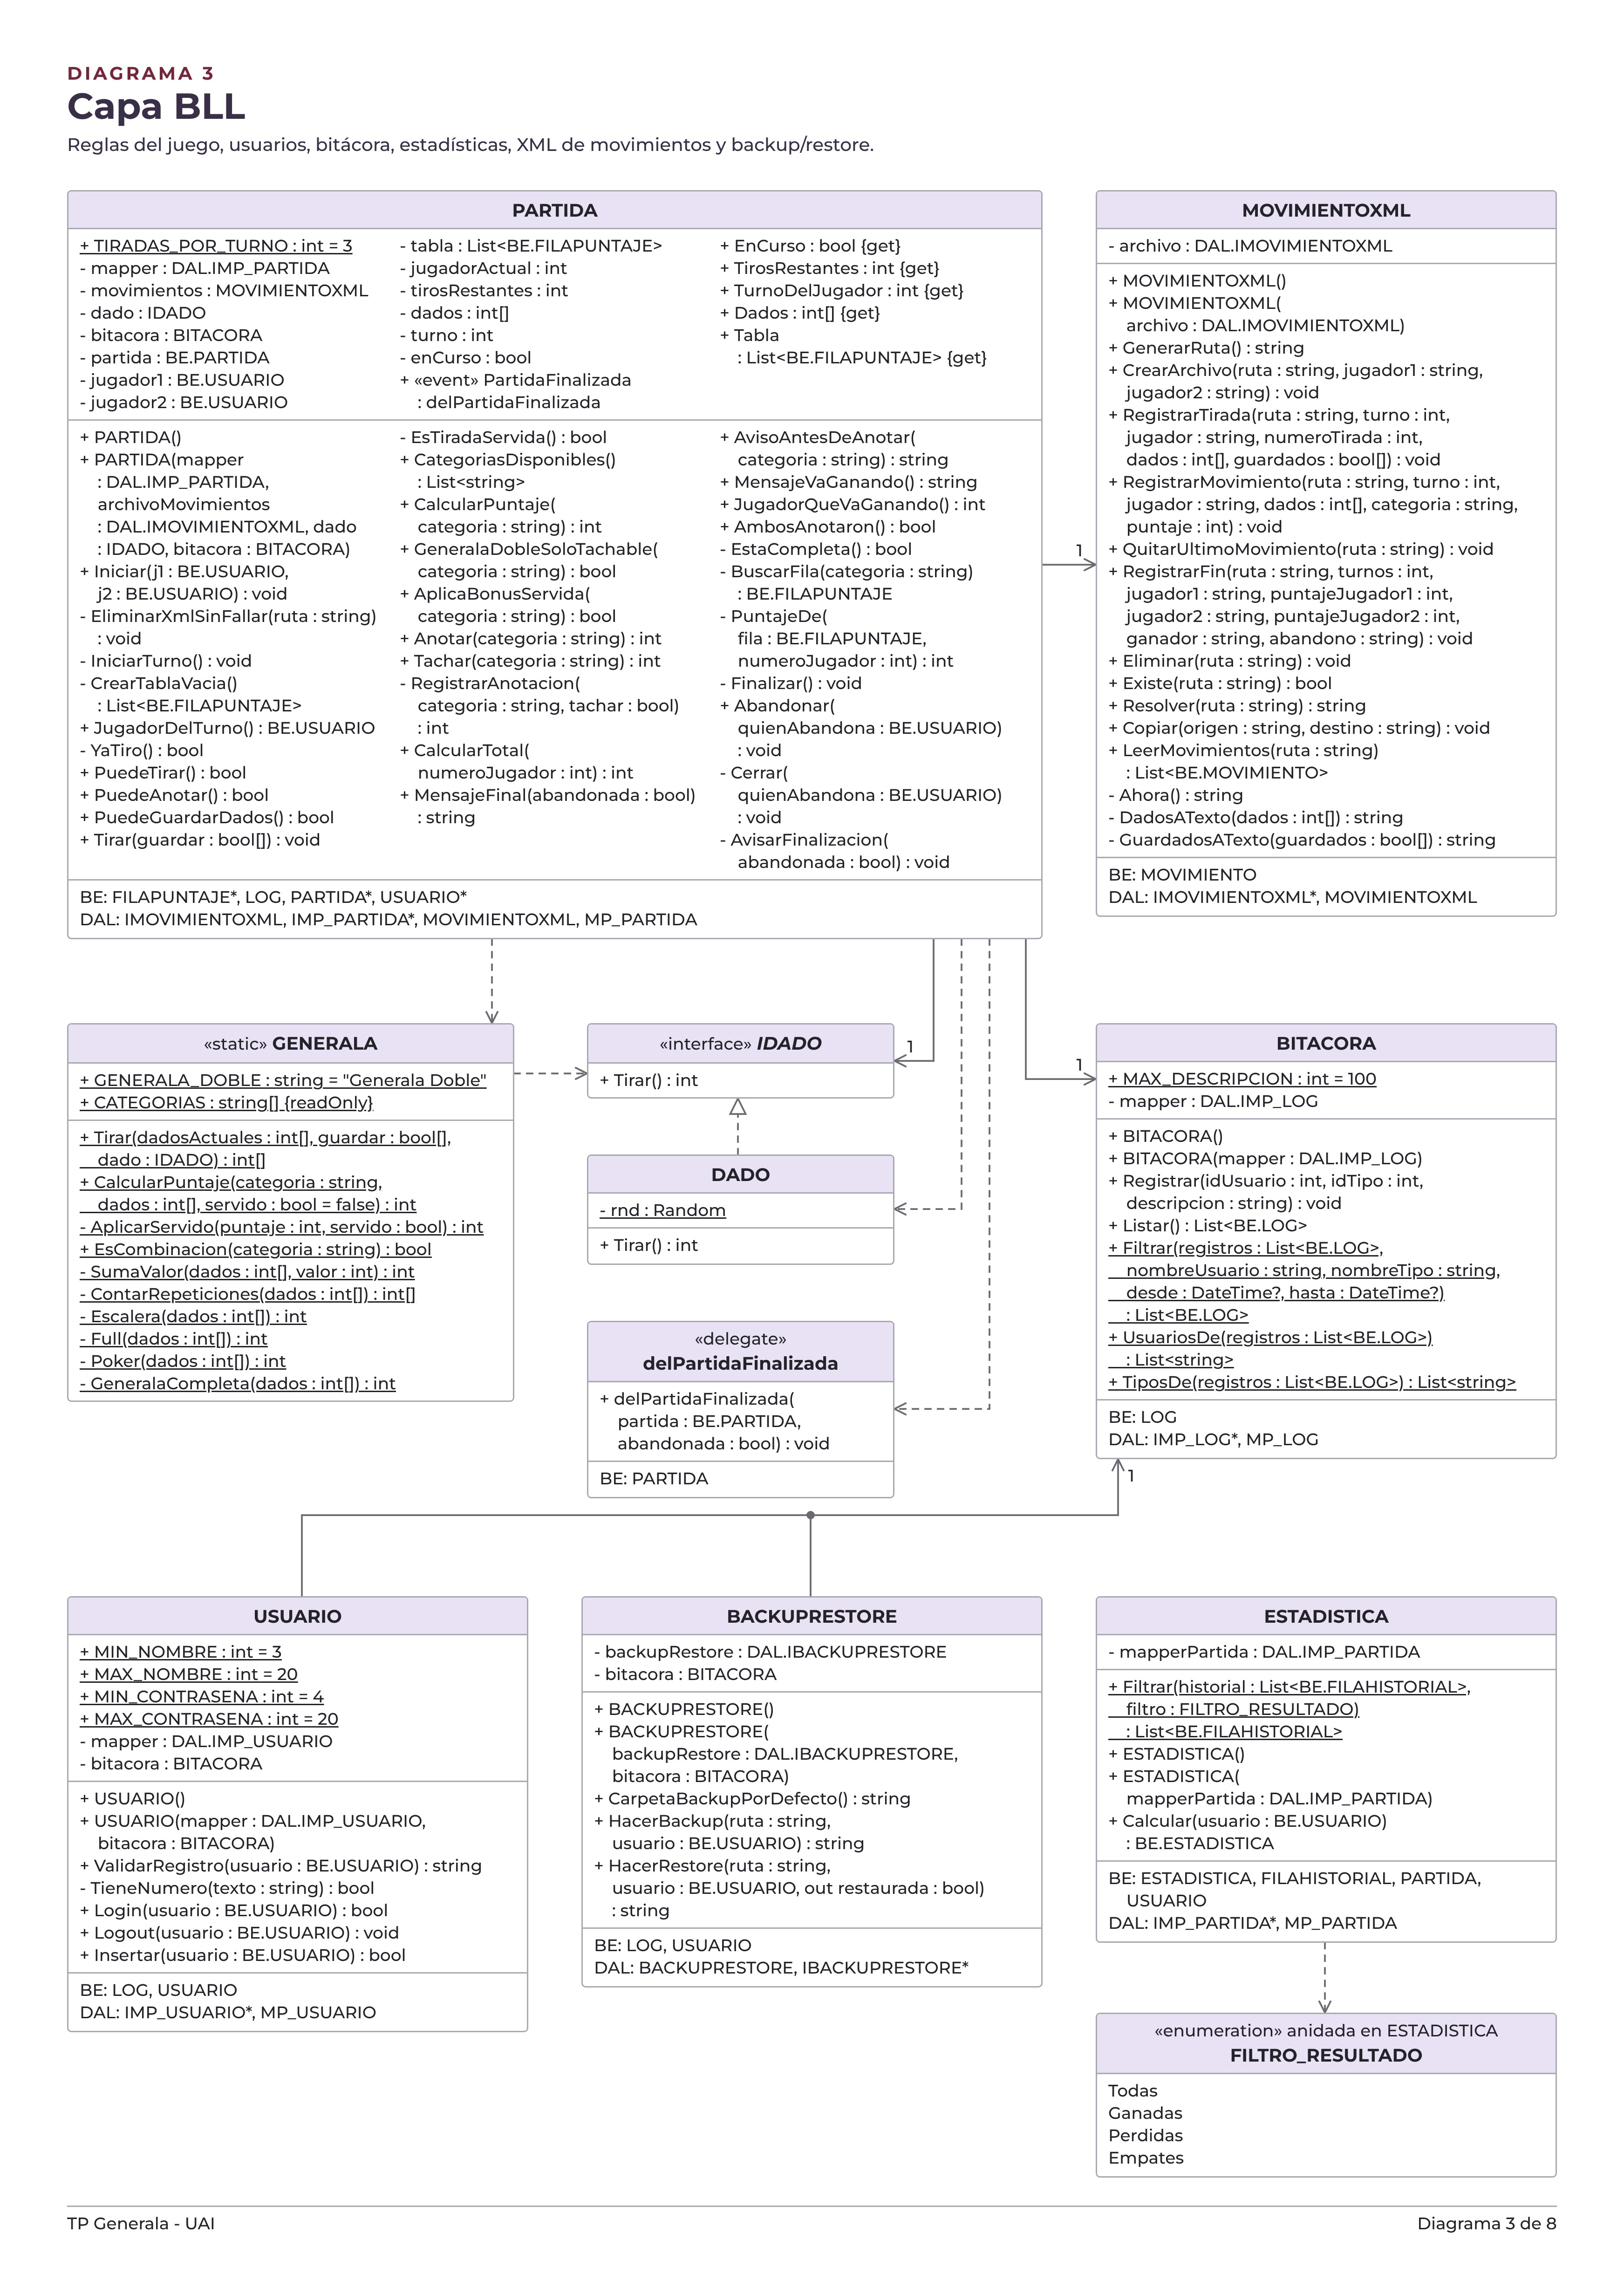 DIAGRAMA 3
Capa BLL
Reglas del juego, usuarios, bitácora, estadísticas, XML de movimientos y backup/restore.
PARTIDA
+ TIRADAS_POR_TURNO : int = 3
- mapper : DAL.IMP_PARTIDA
- movimientos : MOVIMIENTOXML
- dado : IDADO
- bitacora : BITACORA
- partida : BE.PARTIDA
- jugador1 : BE.USUARIO
- jugador2 : BE.USUARIO
- tabla : List<BE.FILAPUNTAJE>
- jugadorActual : int
- tirosRestantes : int
- dados : int[]
- turno : int
- enCurso : bool
+ «event» PartidaFinalizada
: delPartidaFinalizada
+ EnCurso : bool {get}
+ TirosRestantes : int {get}
+ TurnoDelJugador : int {get}
+ Dados : int[] {get}
+ Tabla
: List<BE.FILAPUNTAJE> {get}
+ PARTIDA()
+ PARTIDA(mapper
: DAL.IMP_PARTIDA,
archivoMovimientos
: DAL.IMOVIMIENTOXML, dado
: IDADO, bitacora : BITACORA)
+ Iniciar(j1 : BE.USUARIO,
j2 : BE.USUARIO) : void
- EliminarXmlSinFallar(ruta : string)
: void
- IniciarTurno() : void
- CrearTablaVacia()
: List<BE.FILAPUNTAJE>
+ JugadorDelTurno() : BE.USUARIO
- YaTiro() : bool
+ PuedeTirar() : bool
+ PuedeAnotar() : bool
+ PuedeGuardarDados() : bool
+ Tirar(guardar : bool[]) : void
- EsTiradaServida() : bool
+ CategoriasDisponibles()
: List<string>
+ CalcularPuntaje(
categoria : string) : int
+ GeneralaDobleSoloTachable(
categoria : string) : bool
+ AplicaBonusServida(
categoria : string) : bool
+ Anotar(categoria : string) : int
+ Tachar(categoria : string) : int
- RegistrarAnotacion(
categoria : string, tachar : bool)
: int
+ CalcularTotal(
numeroJugador : int) : int
+ MensajeFinal(abandonada : bool)
: string
+ AvisoAntesDeAnotar(
categoria : string) : string
+ MensajeVaGanando() : string
+ JugadorQueVaGanando() : int
+ AmbosAnotaron() : bool
- EstaCompleta() : bool
- BuscarFila(categoria : string)
: BE.FILAPUNTAJE
- PuntajeDe(
fila : BE.FILAPUNTAJE,
numeroJugador : int) : int
- Finalizar() : void
+ Abandonar(
quienAbandona : BE.USUARIO)
: void
- Cerrar(
quienAbandona : BE.USUARIO)
: void
- AvisarFinalizacion(
abandonada : bool) : void
BE: FILAPUNTAJE*, LOG, PARTIDA*, USUARIO*
DAL: IMOVIMIENTOXML, IMP_PARTIDA*, MOVIMIENTOXML, MP_PARTIDA
1
MOVIMIENTOXML
- archivo : DAL.IMOVIMIENTOXML
+ MOVIMIENTOXML()
+ MOVIMIENTOXML(
archivo : DAL.IMOVIMIENTOXML)
+ GenerarRuta() : string
+ CrearArchivo(ruta : string, jugador1 : string,
jugador2 : string) : void
+ RegistrarTirada(ruta : string, turno : int,
jugador : string, numeroTirada : int,
dados : int[], guardados : bool[]) : void
+ RegistrarMovimiento(ruta : string, turno : int,
jugador : string, dados : int[], categoria : string,
puntaje : int) : void
+ QuitarUltimoMovimiento(ruta : string) : void
+ RegistrarFin(ruta : string, turnos : int,
jugador1 : string, puntajeJugador1 : int,
jugador2 : string, puntajeJugador2 : int,
ganador : string, abandono : string) : void
+ Eliminar(ruta : string) : void
+ Existe(ruta : string) : bool
+ Resolver(ruta : string) : string
+ Copiar(origen : string, destino : string) : void
+ LeerMovimientos(ruta : string)
: List<BE.MOVIMIENTO>
- Ahora() : string
- DadosATexto(dados : int[]) : string
- GuardadosATexto(guardados : bool[]) : string
BE: MOVIMIENTO
DAL: IMOVIMIENTOXML*, MOVIMIENTOXML
«static» GENERALA
+ GENERALA_DOBLE : string = "Generala Doble"
+ CATEGORIAS : string[] {readOnly}
+ Tirar(dadosActuales : int[], guardar : bool[],
dado : IDADO) : int[]
+ CalcularPuntaje(categoria : string,
dados : int[], servido : bool = false) : int
- AplicarServido(puntaje : int, servido : bool) : int
+ EsCombinacion(categoria : string) : bool
- SumaValor(dados : int[], valor : int) : int
- ContarRepeticiones(dados : int[]) : int[]
- Escalera(dados : int[]) : int
- Full(dados : int[]) : int
- Poker(dados : int[]) : int
- GeneralaCompleta(dados : int[]) : int
«interface» IDADO
+ Tirar() : int
1
DADO
- rnd : Random
+ Tirar() : int
«delegate»
delPartidaFinalizada
+ delPartidaFinalizada(
partida : BE.PARTIDA,
abandonada : bool) : void
BE: PARTIDA
1
BITACORA
+ MAX_DESCRIPCION : int = 100
- mapper : DAL.IMP_LOG
+ BITACORA()
+ BITACORA(mapper : DAL.IMP_LOG)
+ Registrar(idUsuario : int, idTipo : int,
descripcion : string) : void
+ Listar() : List<BE.LOG>
+ Filtrar(registros : List<BE.LOG>,
nombreUsuario : string, nombreTipo : string,
desde : DateTime?, hasta : DateTime?)
: List<BE.LOG>
+ UsuariosDe(registros : List<BE.LOG>)
: List<string>
+ TiposDe(registros : List<BE.LOG>) : List<string>
BE: LOG
DAL: IMP_LOG*, MP_LOG
1
USUARIO
+ MIN_NOMBRE : int = 3
+ MAX_NOMBRE : int = 20
+ MIN_CONTRASENA : int = 4
+ MAX_CONTRASENA : int = 20
- mapper : DAL.IMP_USUARIO
- bitacora : BITACORA
+ USUARIO()
+ USUARIO(mapper : DAL.IMP_USUARIO,
bitacora : BITACORA)
+ ValidarRegistro(usuario : BE.USUARIO) : string
- TieneNumero(texto : string) : bool
+ Login(usuario : BE.USUARIO) : bool
+ Logout(usuario : BE.USUARIO) : void
+ Insertar(usuario : BE.USUARIO) : bool
BE: LOG, USUARIO
DAL: IMP_USUARIO*, MP_USUARIO
BACKUPRESTORE
- backupRestore : DAL.IBACKUPRESTORE
- bitacora : BITACORA
+ BACKUPRESTORE()
+ BACKUPRESTORE(
backupRestore : DAL.IBACKUPRESTORE,
bitacora : BITACORA)
+ CarpetaBackupPorDefecto() : string
+ HacerBackup(ruta : string,
usuario : BE.USUARIO) : string
+ HacerRestore(ruta : string,
usuario : BE.USUARIO, out restaurada : bool)
: string
BE: LOG, USUARIO
DAL: BACKUPRESTORE, IBACKUPRESTORE*
ESTADISTICA
- mapperPartida : DAL.IMP_PARTIDA
+ Filtrar(historial : List<BE.FILAHISTORIAL>,
filtro : FILTRO_RESULTADO)
: List<BE.FILAHISTORIAL>
+ ESTADISTICA()
+ ESTADISTICA(
mapperPartida : DAL.IMP_PARTIDA)
+ Calcular(usuario : BE.USUARIO)
: BE.ESTADISTICA
BE: ESTADISTICA, FILAHISTORIAL, PARTIDA,
USUARIO
DAL: IMP_PARTIDA*, MP_PARTIDA
«enumeration» anidada en ESTADISTICA
FILTRO_RESULTADO
Todas
Ganadas
Perdidas
Empates
TP Generala - UAI
Diagrama 3 de 8